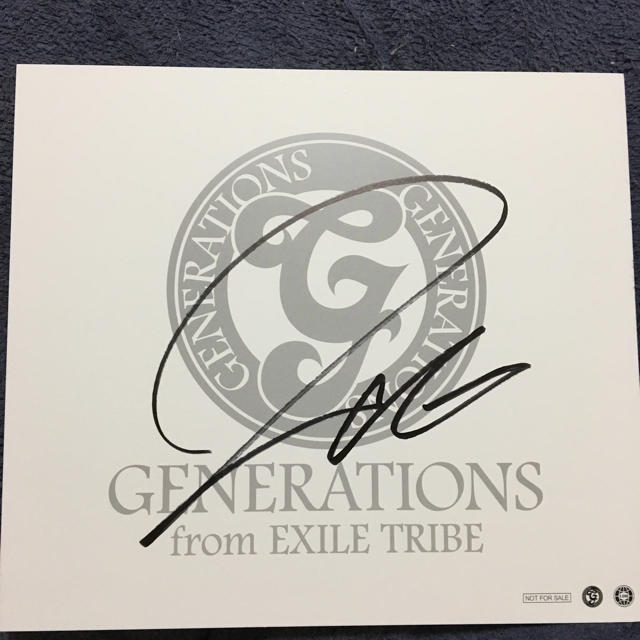 GENERATIONS GENERATIONS
GENERATIONS
from EXILE TRIBE
NOT FOR SALE